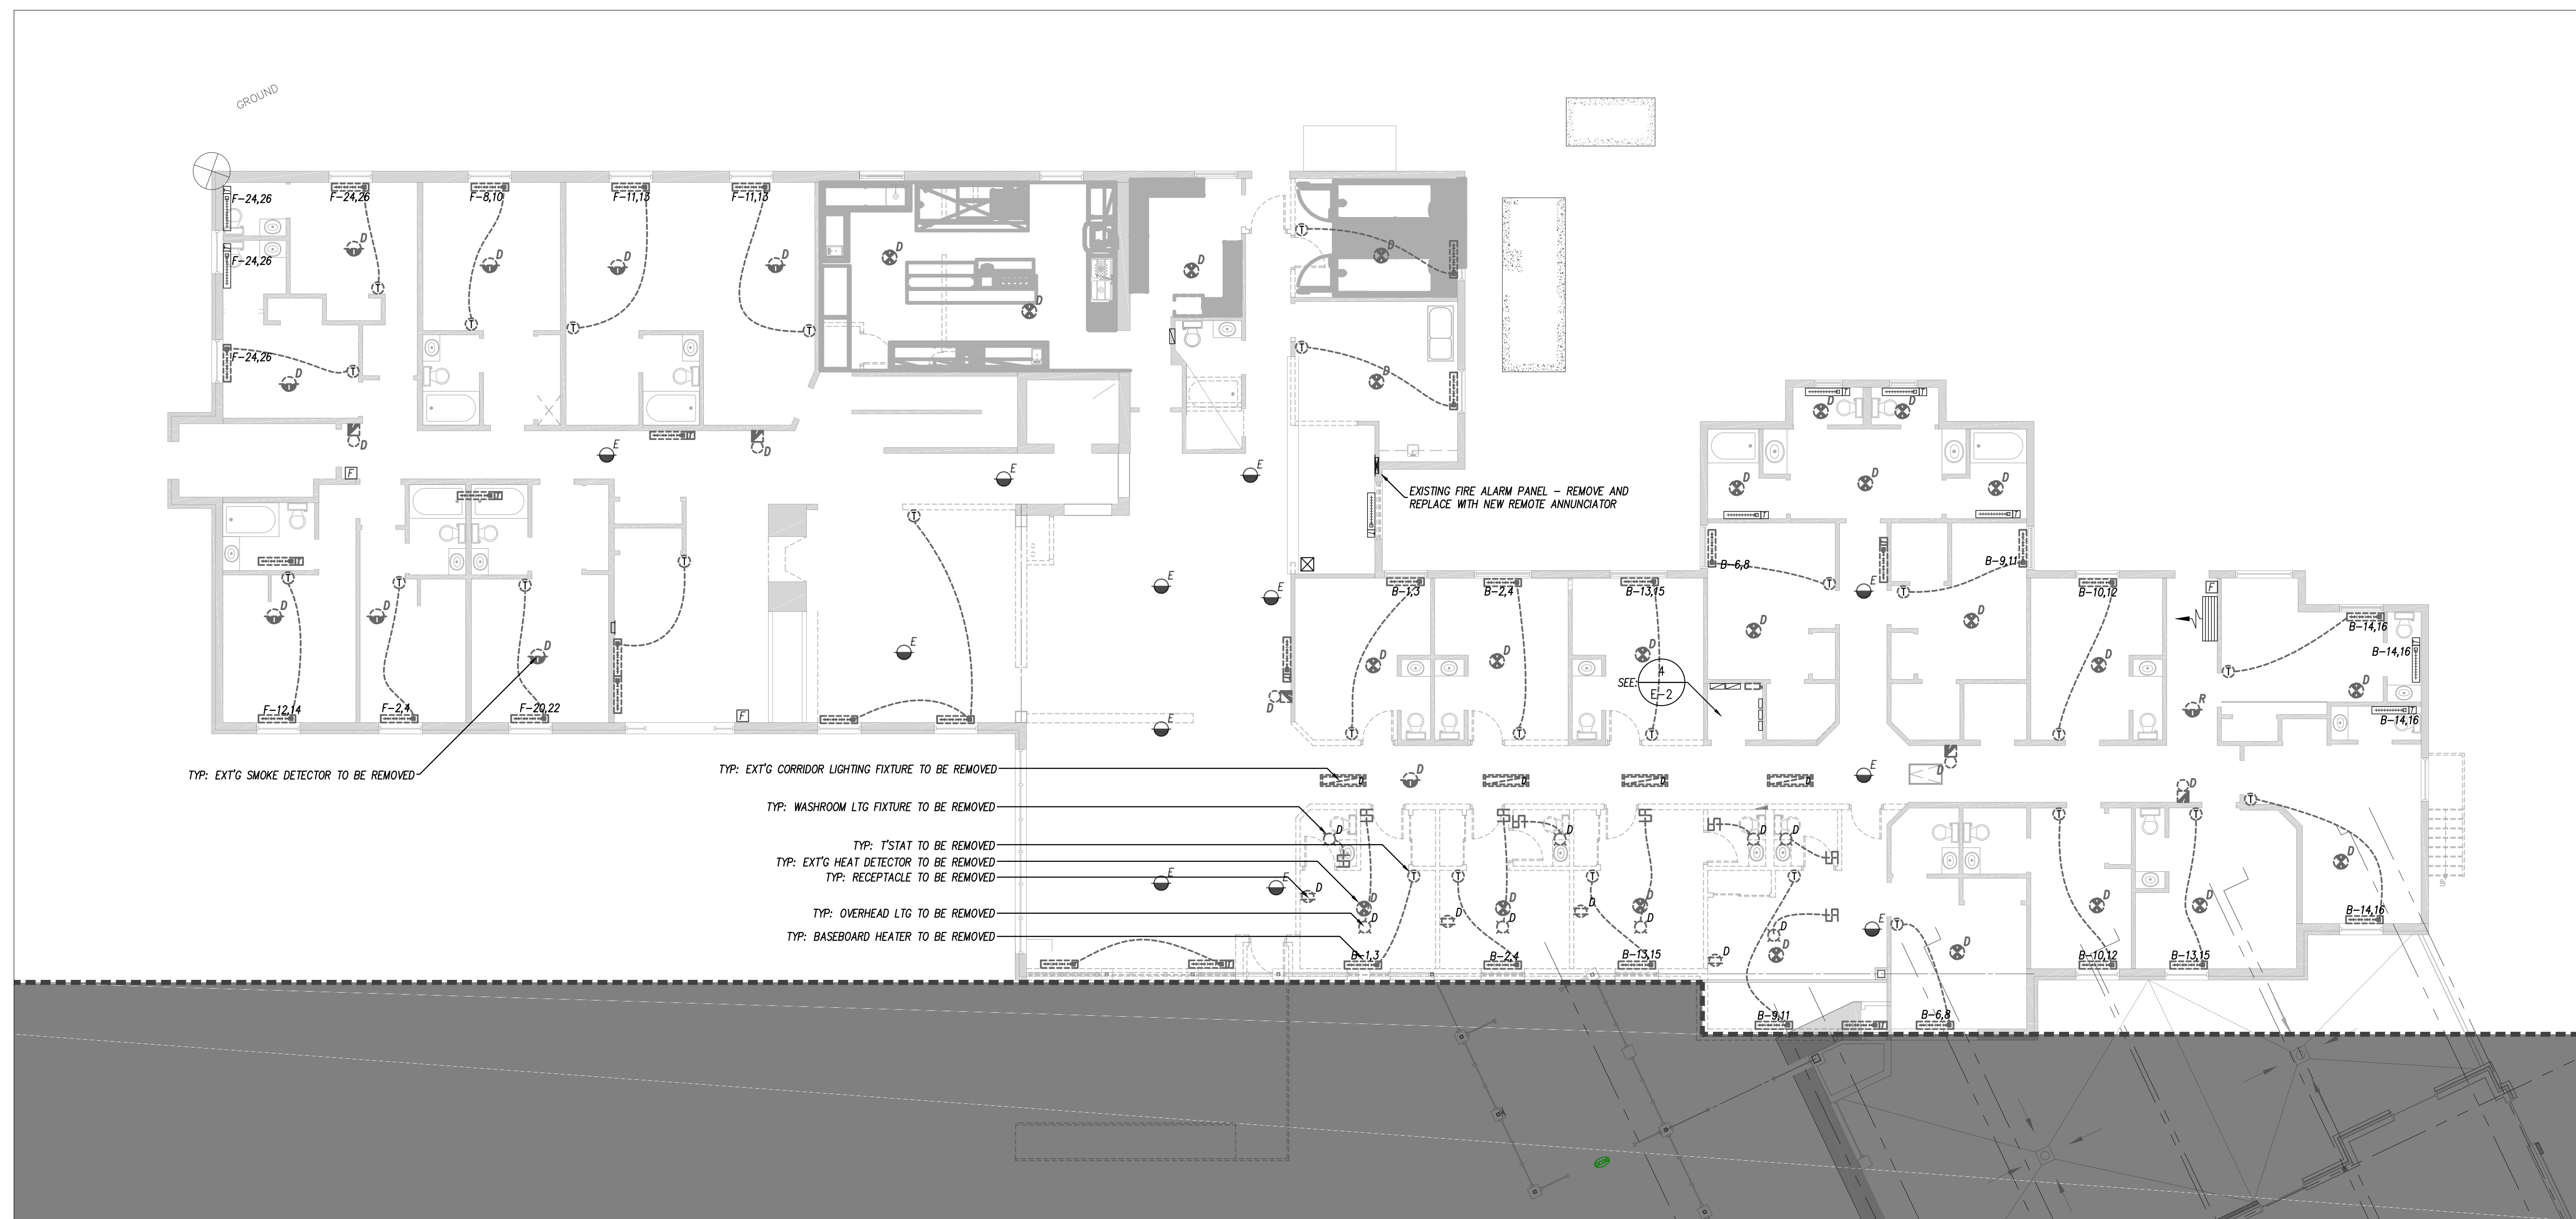 GROUND
F-24,26
F-24,26
F-8,10
F-11,13
F-11,13
F-24,26
F-24,26
D
D
D
D
D
D
D
D
D
D
D
D
D
E
E
E
F
EXISTING FIRE ALARM PANEL - REMOVE AND
REPLACE WITH NEW REMOTE ANNUNCIATOR
D
D
D
D
D
B-6,8
B-9,11
E
E
E
B-1,3
B-2,4
B-13,15
B-10,12
F
B-14,16
B-14,16
B-14,16
D
D
D
E
D
D
D
D
D
D
D
SEE:
4
E-2
R
F-12,14
F-2,4
F-20,22
F
D
E
TYP: EXT'G SMOKE DETECTOR TO BE REMOVED
TYP: EXT'G CORRIDOR LIGHTING FIXTURE TO BE REMOVED
D
D
D
D
D
E
D
D
TYP: WASHROOM LTG FIXTURE TO BE REMOVED
D
D
D
D
TYP: T'STAT TO BE REMOVED
TYP: EXT'G HEAT DETECTOR TO BE REMOVED
TYP: RECEPTACLE TO BE REMOVED
E
E
D
D
D
D
D
D
D
D
D
TYP: OVERHEAD LTG TO BE REMOVED
D
D
D
D
E
TYP: BASEBOARD HEATER TO BE REMOVED
B-1,3
B-2,4
B-13,15
D
D
D
B-10,12
B-13,15
B-14,16
B-9,11
B-6,8